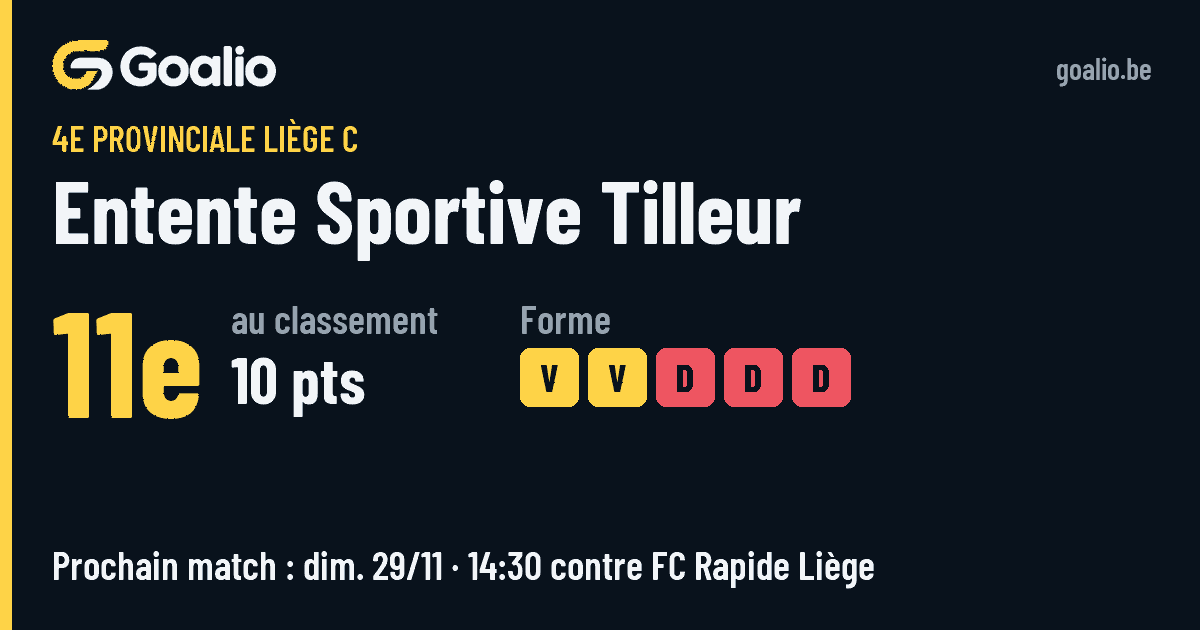 Goalio
goalio.be
4E PROVINCIALE LIÈGE C
Entente Sportive Tilleur
11e
au classement
10 pts
Forme
V V D D D
Prochain match : dim. 29/11 · 14:30 contre FC Rapide Liège